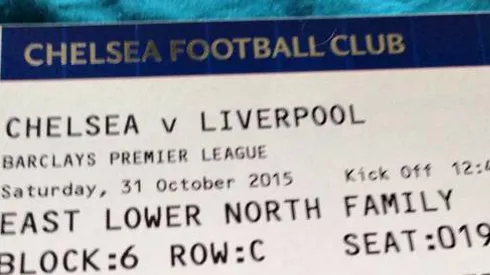 CHELSEA FOOTBALL CLUB
CHELSEA v LIVERPOOL
BARCLAYS PREMIER LEAGUE
Saturday, 31 October 2015 Kick Off 12:4
EAST LOWER NORTH FAMILY
BLOCK:6 ROW:C SEAT:019